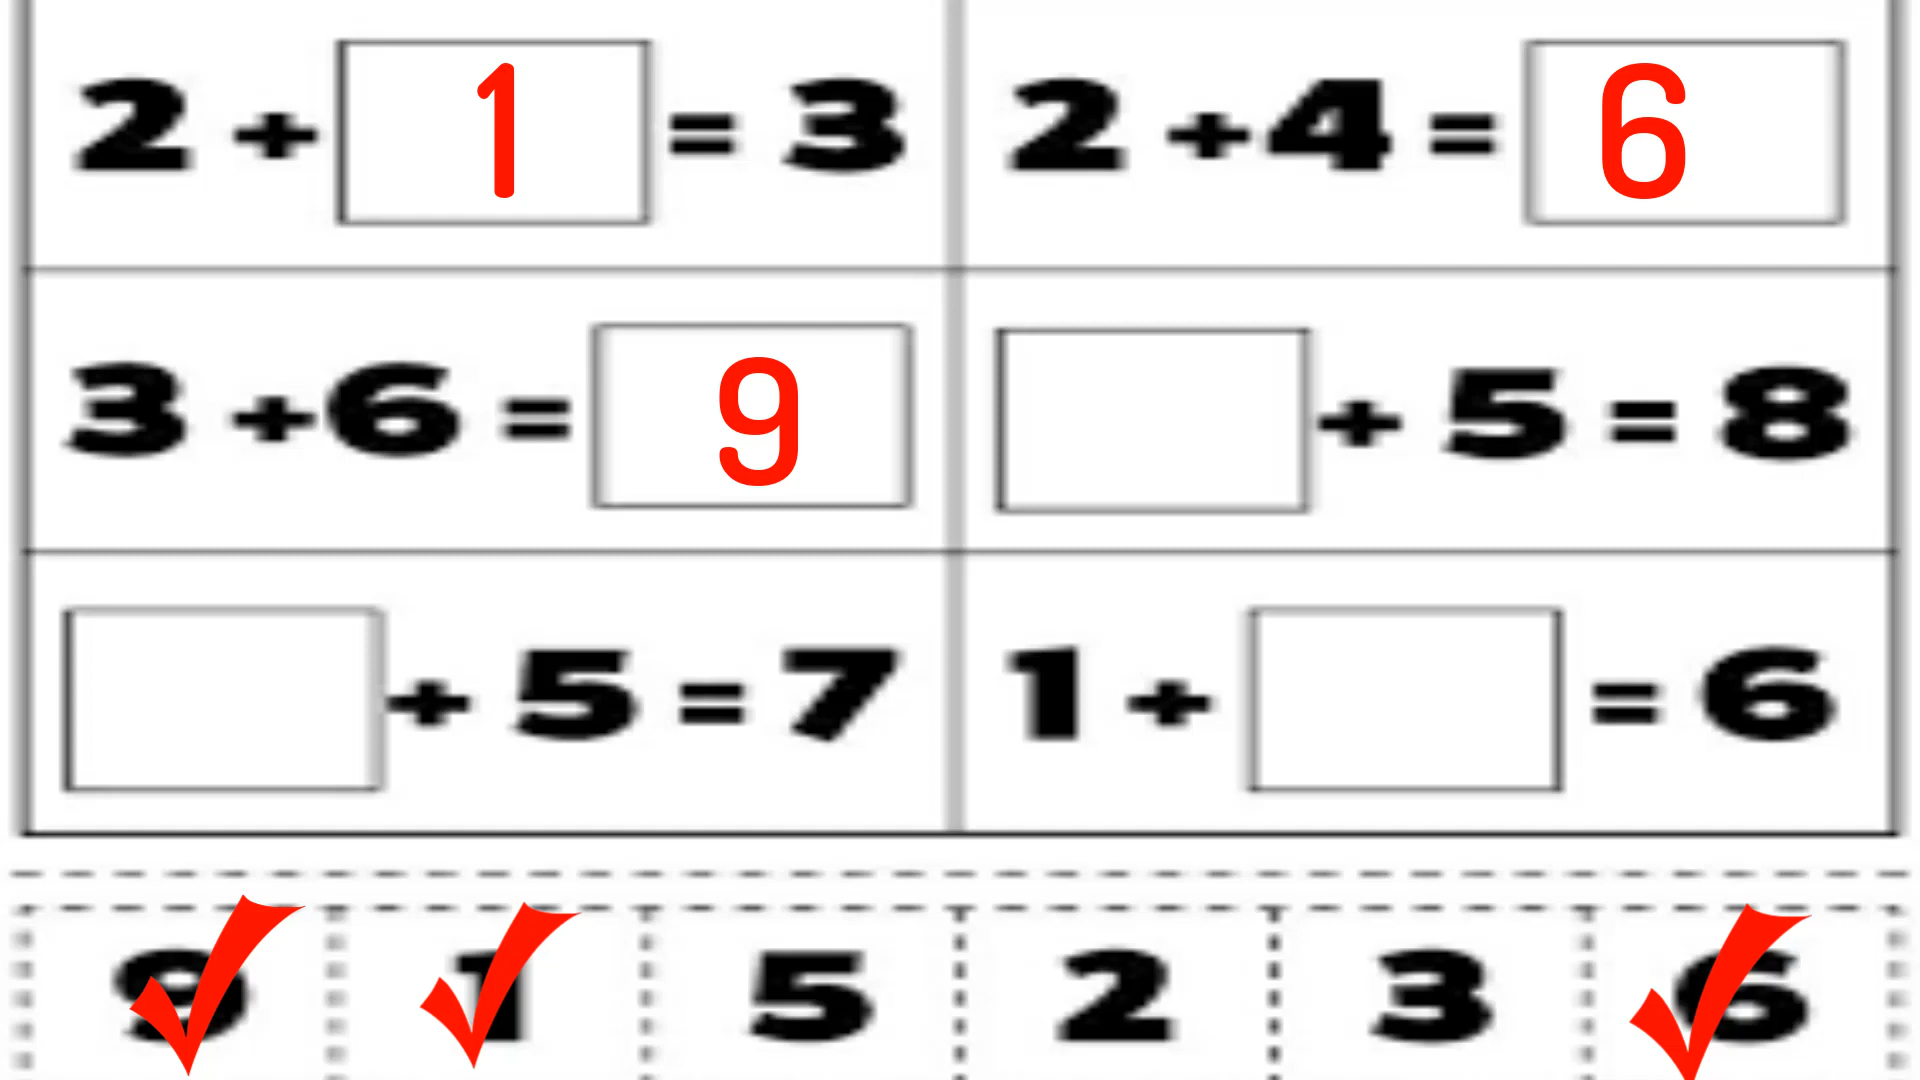 2 + 1 = 3
2 + 4 = 6
3 + 6 = 9
+ 5 = 8
+ 5 = 7
1 + = 6
9 1 5 2 3 6